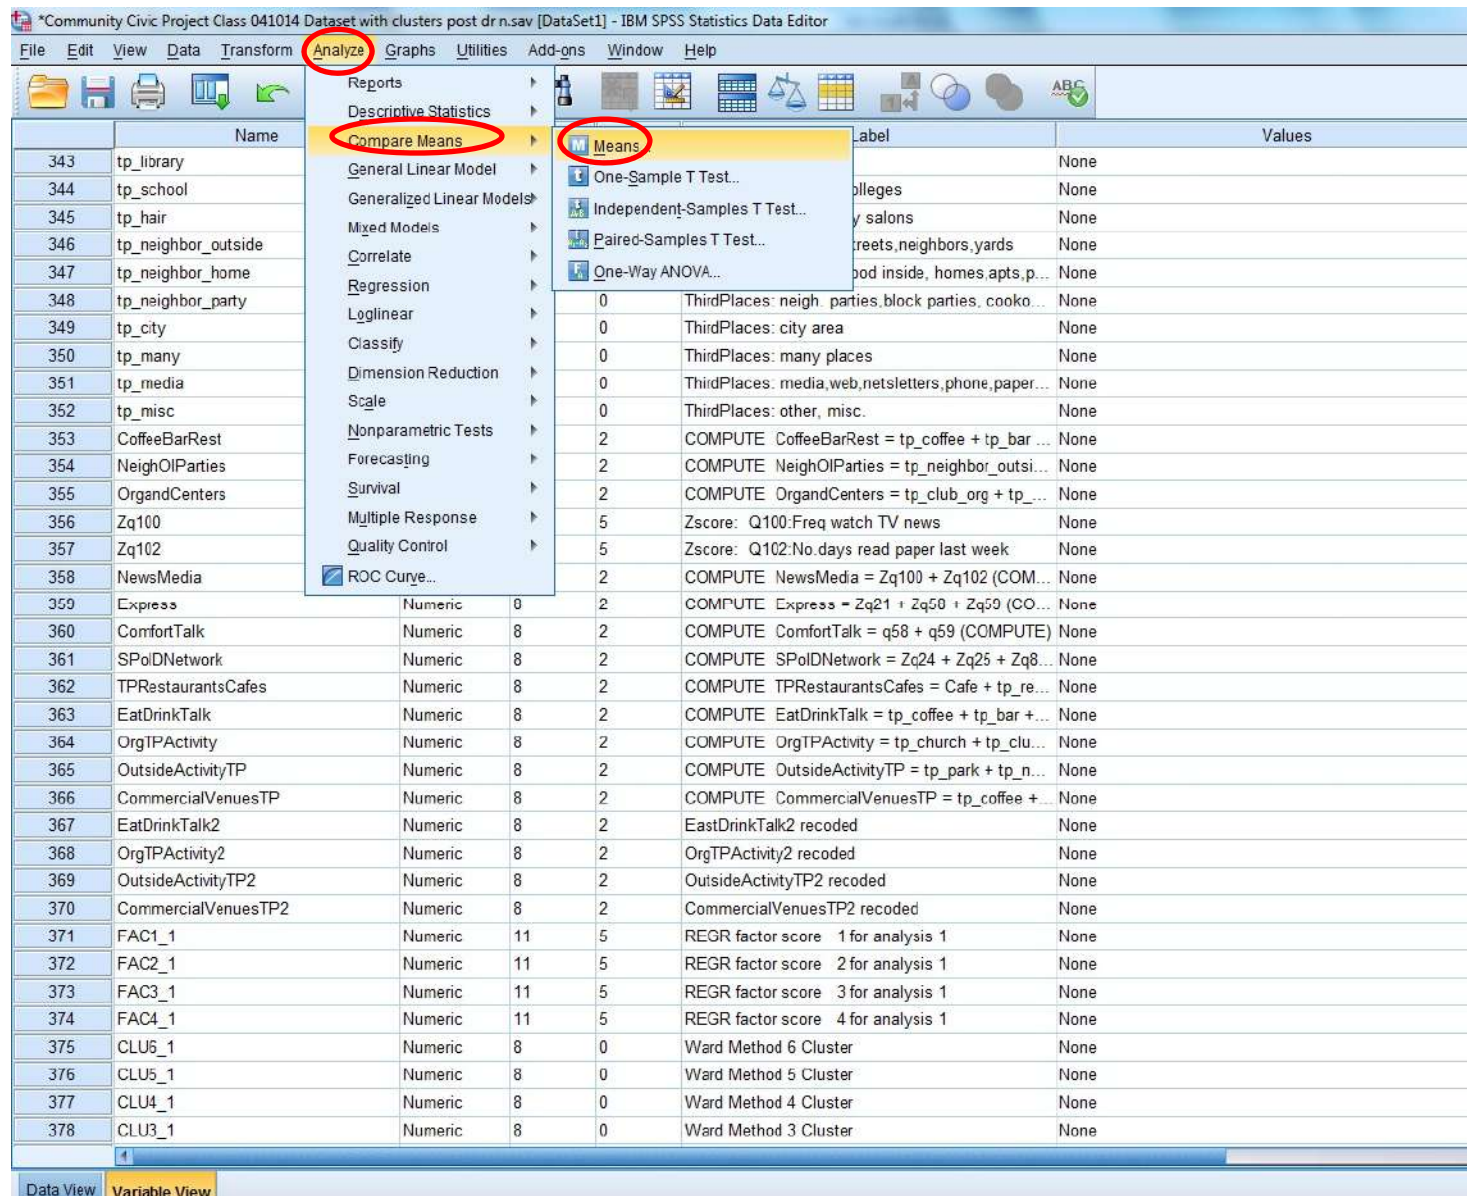 *Community Civic Project Class 041014 Dataset with clusters post dr n.sav [DataSet1] - IBM SPSS Statistics Data Editor
File Edit View Data Transform Analyze Graphs Utilities Add-ons Window Help
Reports
Descriptive Statistics
Compare Means
General Linear Model
Generalized Linear Models
Mixed Models
Correlate
Regression
Loglinear
Classify
Dimension Reduction
Scale
Nonparametric Tests
Forecasting
Survival
Multiple Response
Quality Control
ROC Curve...
Means...
One-Sample T Test...
Independent-Samples T Test...
Paired-Samples T Test...
One-Way ANOVA...
Name Label Values
343 tp_library None
344 tp_school olleges None
345 tp_hair y salons None
346 tp_neighbor_outside treets,neighbors,yards None
347 tp_neighbor_home ood inside, homes,apts,p... None
348 tp_neighbor_party 0 ThirdPlaces: neigh. parties,block parties, cooko... None
349 tp_city 0 ThirdPlaces: city area None
350 tp_many 0 ThirdPlaces: many places None
351 tp_media 0 ThirdPlaces: media,web,netsletters,phone,paper... None
352 tp_misc 0 ThirdPlaces: other, misc. None
353 CoffeeBarRest 2 COMPUTE CoffeeBarRest = tp_coffee + tp_bar ... None
354 NeighOIParties 2 COMPUTE NeighOIParties = tp_neighbor_outsi... None
355 OrgandCenters 2 COMPUTE OrgandCenters = tp_club_org + tp_... None
356 Zq100 5 Zscore: Q100:Freq watch TV news None
357 Zq102 5 Zscore: Q102:No.days read paper last week None
358 NewsMedia 2 COMPUTE NewsMedia = Zq100 + Zq102 (COM... None
359 Express Numeric 8 2 COMPUTE Express = Zq21 + Zq58 + Zq59 (CO... None
360 ComfortTalk Numeric 8 2 COMPUTE ComfortTalk = q58 + q59 (COMPUTE) None
361 SPolDNetwork Numeric 8 2 COMPUTE SPolDNetwork = Zq24 + Zq25 + Zq8... None
362 TPRestaurantsCafes Numeric 8 2 COMPUTE TPRestaurantsCafes = Cafe + tp_re... None
363 EatDrinkTalk Numeric 8 2 COMPUTE EatDrinkTalk = tp_coffee + tp_bar +... None
364 OrgTPActivity Numeric 8 2 COMPUTE OrgTPActivity = tp_church + tp_clu... None
365 OutsideActivityTP Numeric 8 2 COMPUTE OutsideActivityTP = tp_park + tp_n... None
366 CommercialVenuesTP Numeric 8 2 COMPUTE CommercialVenuesTP = tp_coffee +... None
367 EatDrinkTalk2 Numeric 8 2 EastDrinkTalk2 recoded None
368 OrgTPActivity2 Numeric 8 2 OrgTPActivity2 recoded None
369 OutsideActivityTP2 Numeric 8 2 OutsideActivityTP2 recoded None
370 CommercialVenuesTP2 Numeric 8 2 CommercialVenuesTP2 recoded None
371 FAC1_1 Numeric 11 5 REGR factor score 1 for analysis 1 None
372 FAC2_1 Numeric 11 5 REGR factor score 2 for analysis 1 None
373 FAC3_1 Numeric 11 5 REGR factor score 3 for analysis 1 None
374 FAC4_1 Numeric 11 5 REGR factor score 4 for analysis 1 None
375 CLU6_1 Numeric 8 0 Ward Method 6 Cluster None
376 CLU5_1 Numeric 8 0 Ward Method 5 Cluster None
377 CLU4_1 Numeric 8 0 Ward Method 4 Cluster None
378 CLU3_1 Numeric 8 0 Ward Method 3 Cluster None
Data View Variable View